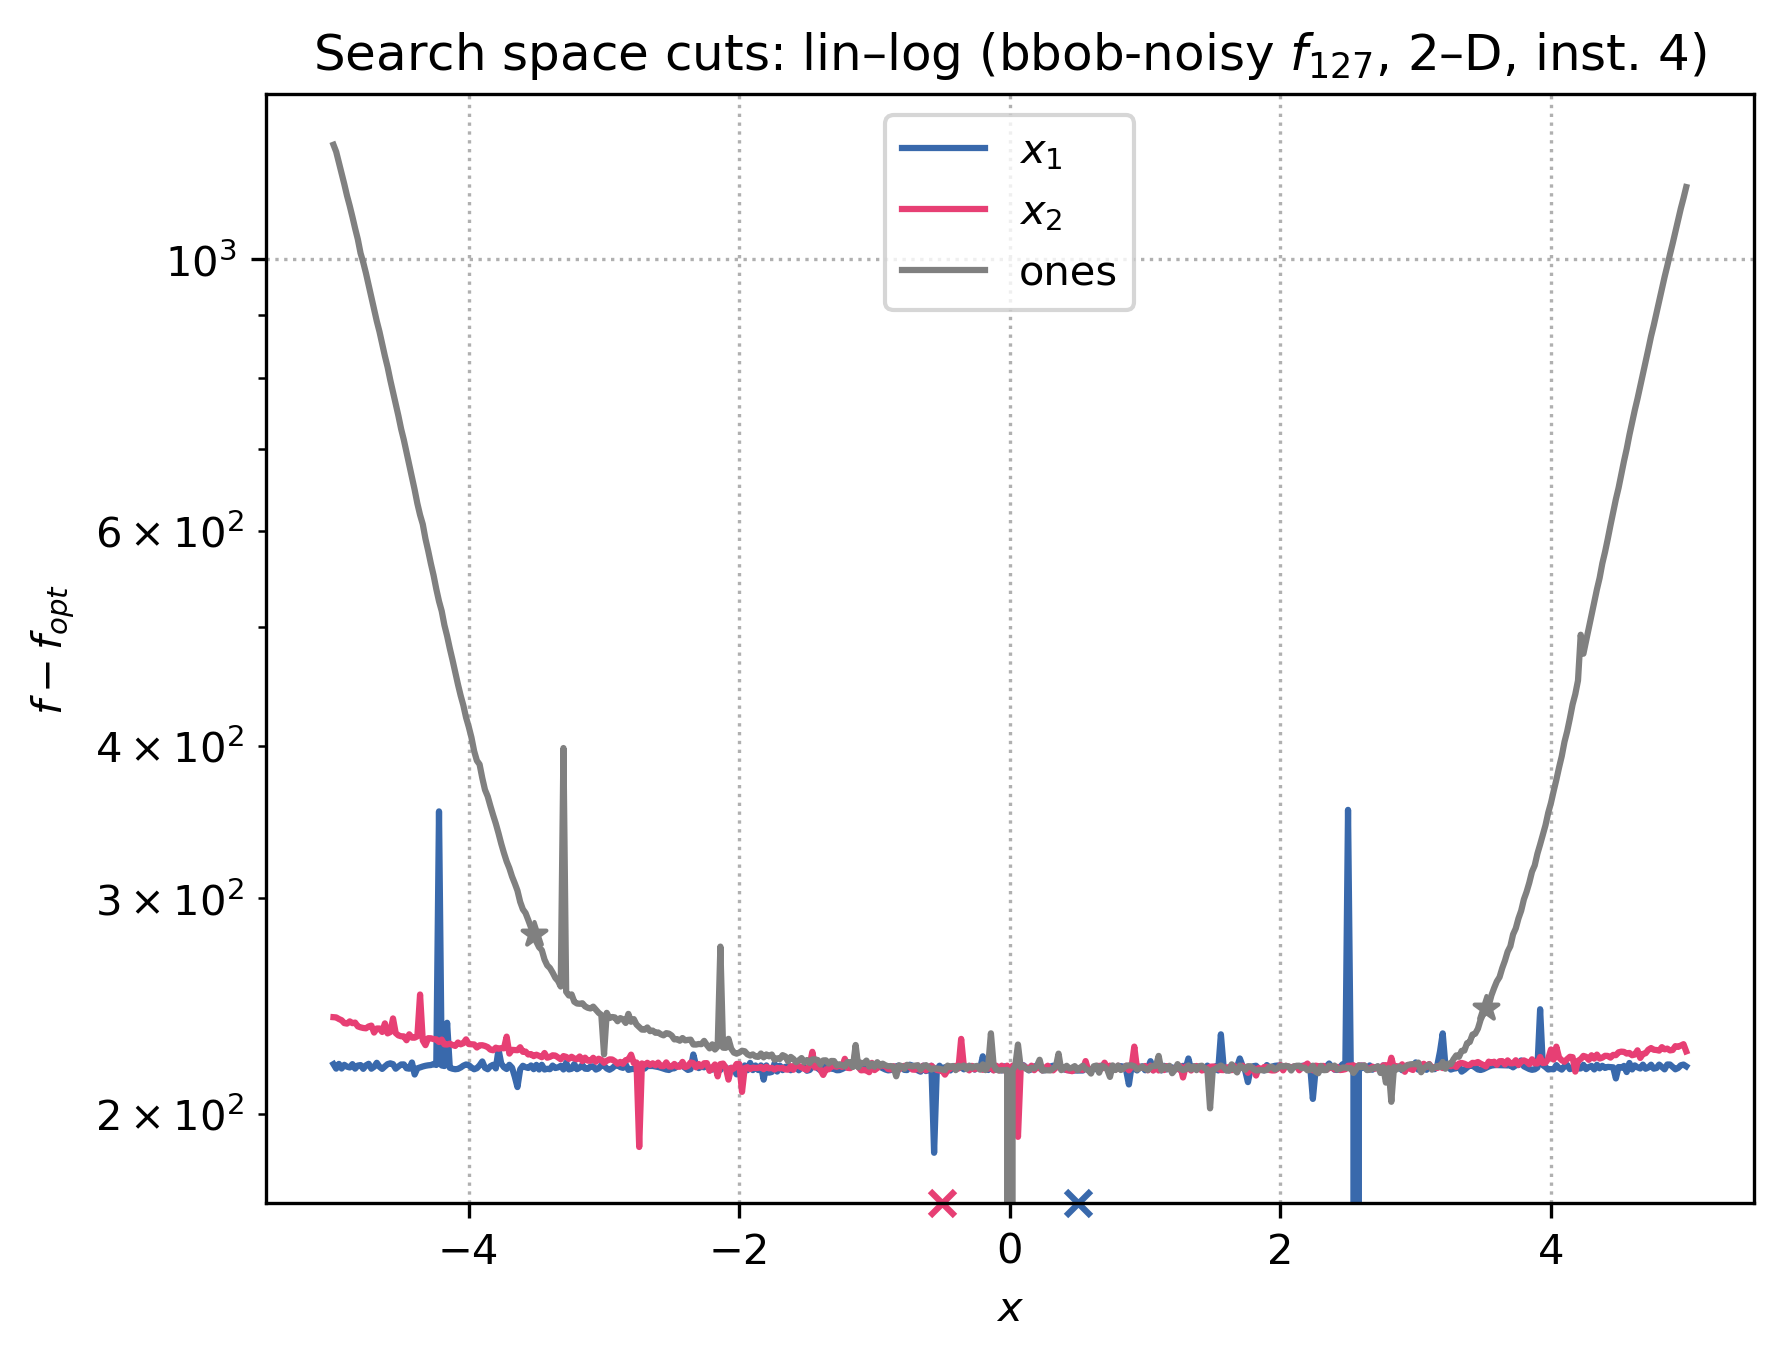 Search space cuts: lin–log (bbob-noisy f₁₂₇, 2–D, inst. 4)
x₁
x₂
ones
10³
6 × 10²
4 × 10²
3 × 10²
2 × 10²
f − fₒₚₜ
−4
−2
0
2
4
x